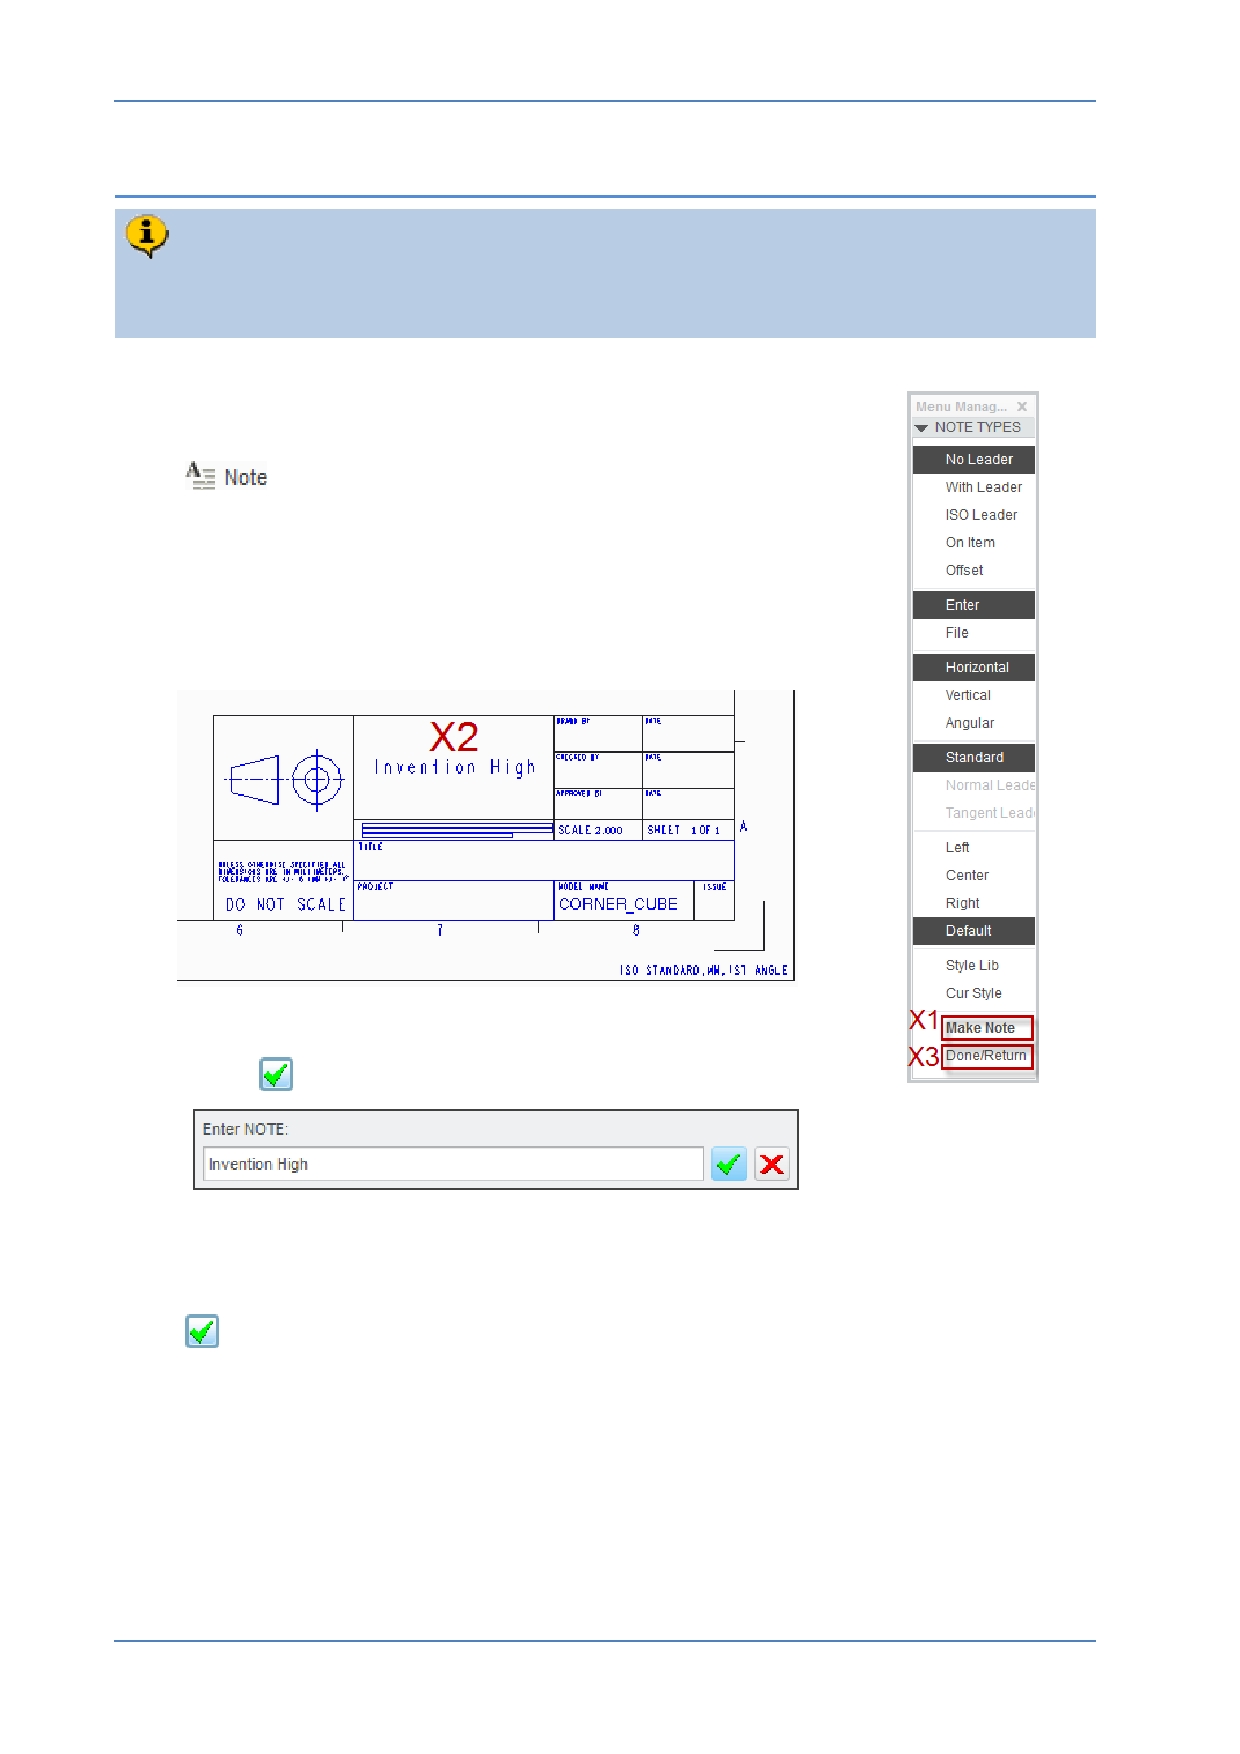 Note
Menu Manag....
NOTE TYPES
No Leader
With Leader
ISO Leader
On Item
Offset
Enter
File
Horizontal
Vertical
Angular
Standard
Normal Leade
Tangent Lead
Left
Center
Right
Default
Style Lib
Cur Style
X1 Make Note
X3 Done/Return
X2
Invention High
DRAWN BY DATE
CHECKED BY DATE
APPROVED BY DATE
SCALE 2.000 SHEET 1 OF 1 A
TITLE
UNLESS OTHERWISE SPECIFIED ALL
DIMENSIONS ARE IN MILLIMETERS.
TOLERANCES ARE
PROJECT MODEL NAME ISSUE
DO NOT SCALE CORNER_CUBE
6 7 8
ISO STANDARD,MM,1ST ANGLE
Enter NOTE:
Invention High